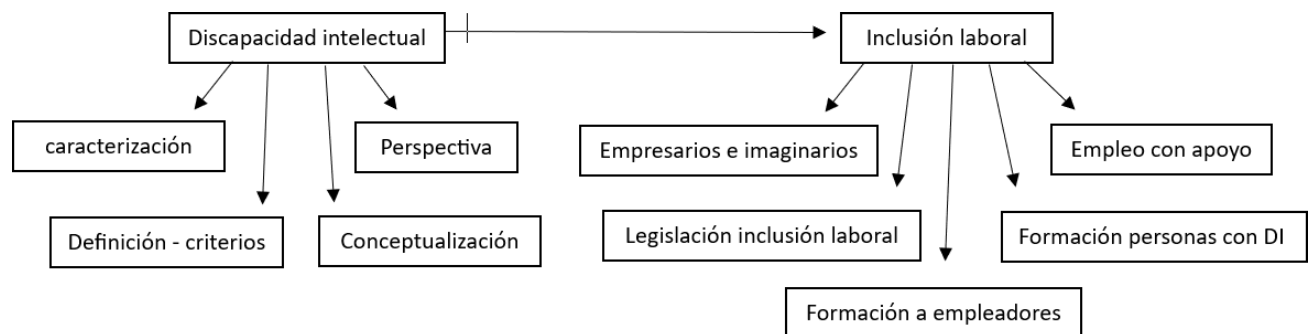 Discapacidad intelectual
Inclusión laboral
caracterización
Perspectiva
Empresarios e imaginarios
Empleo con apoyo
Definición - criterios
Conceptualización
Legislación inclusión laboral
Formación personas con DI
Formación a empleadores